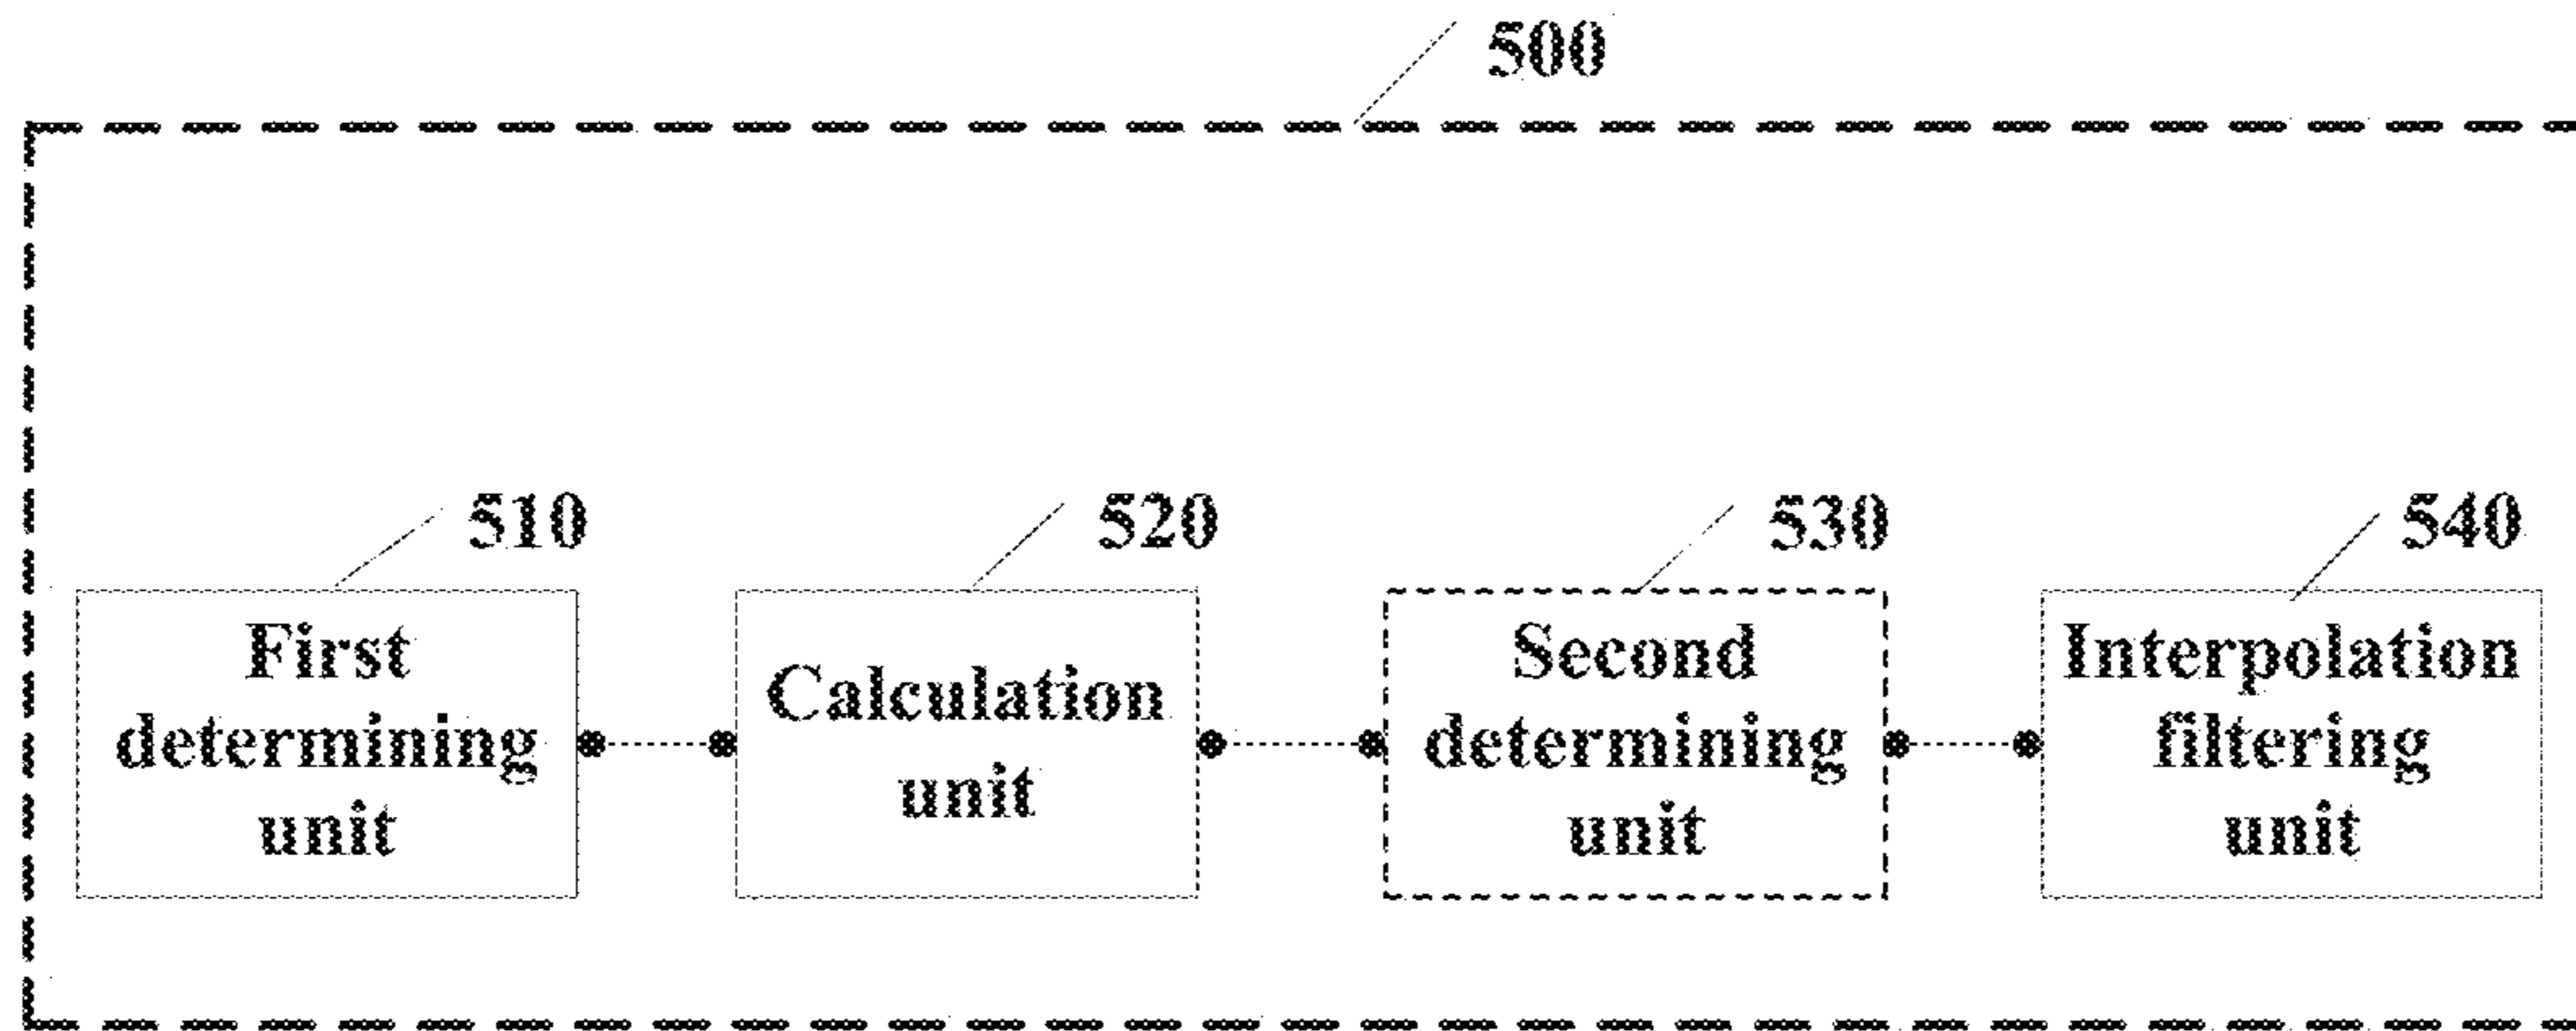 500
510
520
530
540
First
determining
unit
Calculation
unit
Second
determining
unit
Interpolation
filtering
unit